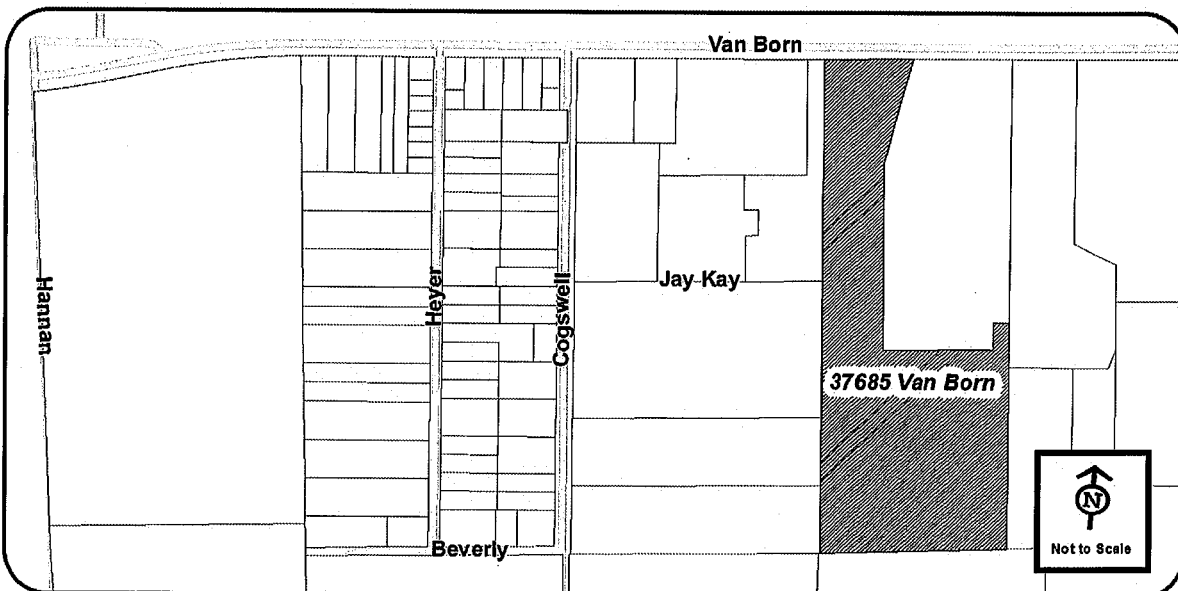 Van Born
Hannan
Heyer
Cogswell
Jay Kay
37685 Van Born
Beverly
N
Not to Scale